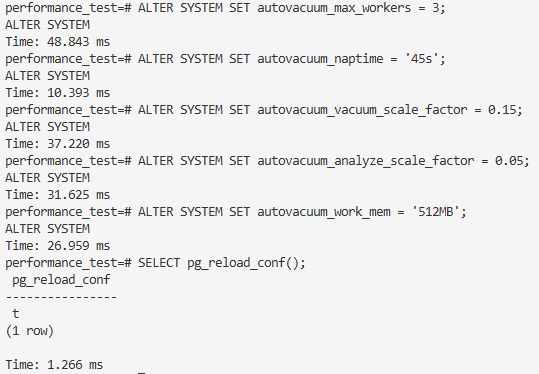 performance_test=# ALTER SYSTEM SET autovacuum_max_workers = 3;
ALTER SYSTEM
Time: 48.843 ms
performance_test=# ALTER SYSTEM SET autovacuum_naptime = '45s';
ALTER SYSTEM
Time: 10.393 ms
performance_test=# ALTER SYSTEM SET autovacuum_vacuum_scale_factor = 0.15;
ALTER SYSTEM
Time: 37.220 ms
performance_test=# ALTER SYSTEM SET autovacuum_analyze_scale_factor = 0.05;
ALTER SYSTEM
Time: 31.625 ms
performance_test=# ALTER SYSTEM SET autovacuum_work_mem = '512MB';
ALTER SYSTEM
Time: 26.959 ms
performance_test=# SELECT pg_reload_conf();
 pg_reload_conf
----------------
 t
(1 row)

Time: 1.266 ms